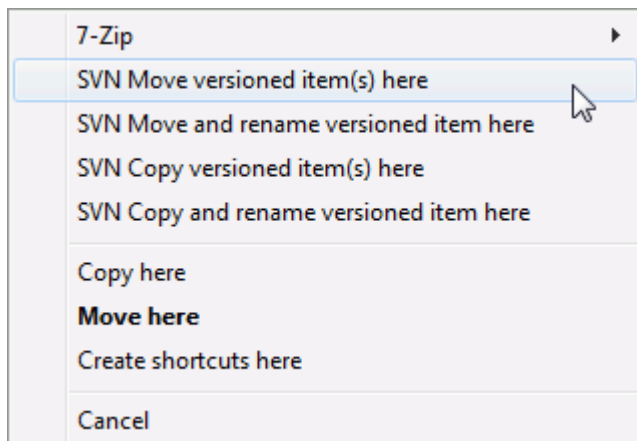 7-Zip
SVN Move versioned item(s) here
SVN Move and rename versioned item here
SVN Copy versioned item(s) here
SVN Copy and rename versioned item here
Copy here
Move here
Create shortcuts here
Cancel